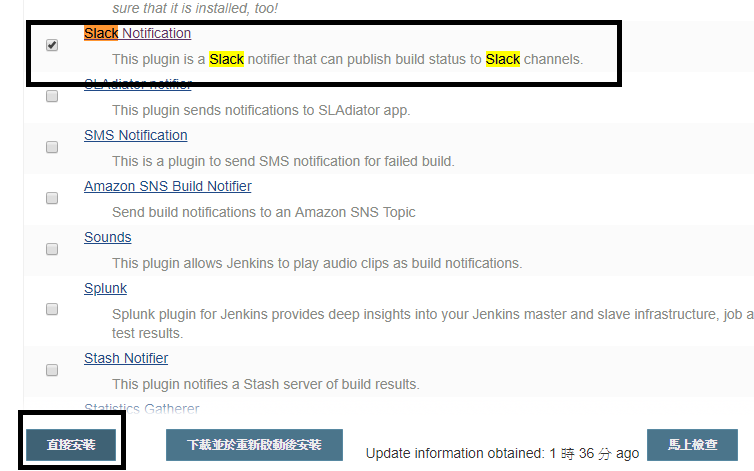 sure that it is installed, too!
Slack Notification
This plugin is a Slack notifier that can publish build status to Slack channels.
SLAdiator notifier
This plugin sends notifications to SLAdiator app.
SMS Notification
This is a plugin to send SMS notification for failed build.
Amazon SNS Build Notifier
Send build notifications to an Amazon SNS Topic
Sounds
This plugin allows Jenkins to play audio clips as build notifications.
Splunk
Splunk plugin for Jenkins provides deep insights into your Jenkins master and slave infrastructure, job a
test results.
Stash Notifier
This plugin notifies a Stash server of build results.
Statistics Gatherer
直接安裝 下載並於重新啟動後安裝 Update information obtained: 1 時 36 分 ago 馬上檢查